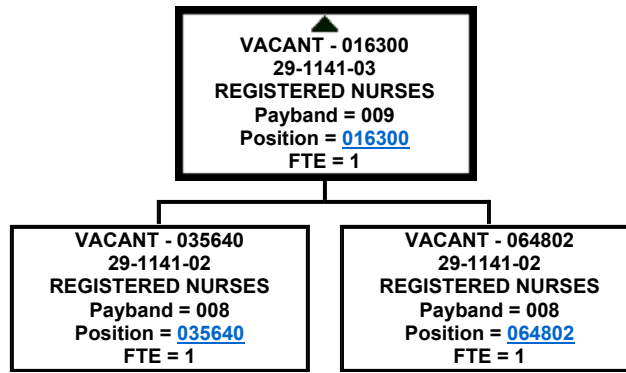 VACANT - 016300
29-1141-03
REGISTERED NURSES
Payband = 009
Position = 016300
FTE = 1
VACANT - 035640
29-1141-02
REGISTERED NURSES
Payband = 008
Position = 035640
FTE = 1
VACANT - 064802
29-1141-02
REGISTERED NURSES
Payband = 008
Position = 064802
FTE = 1